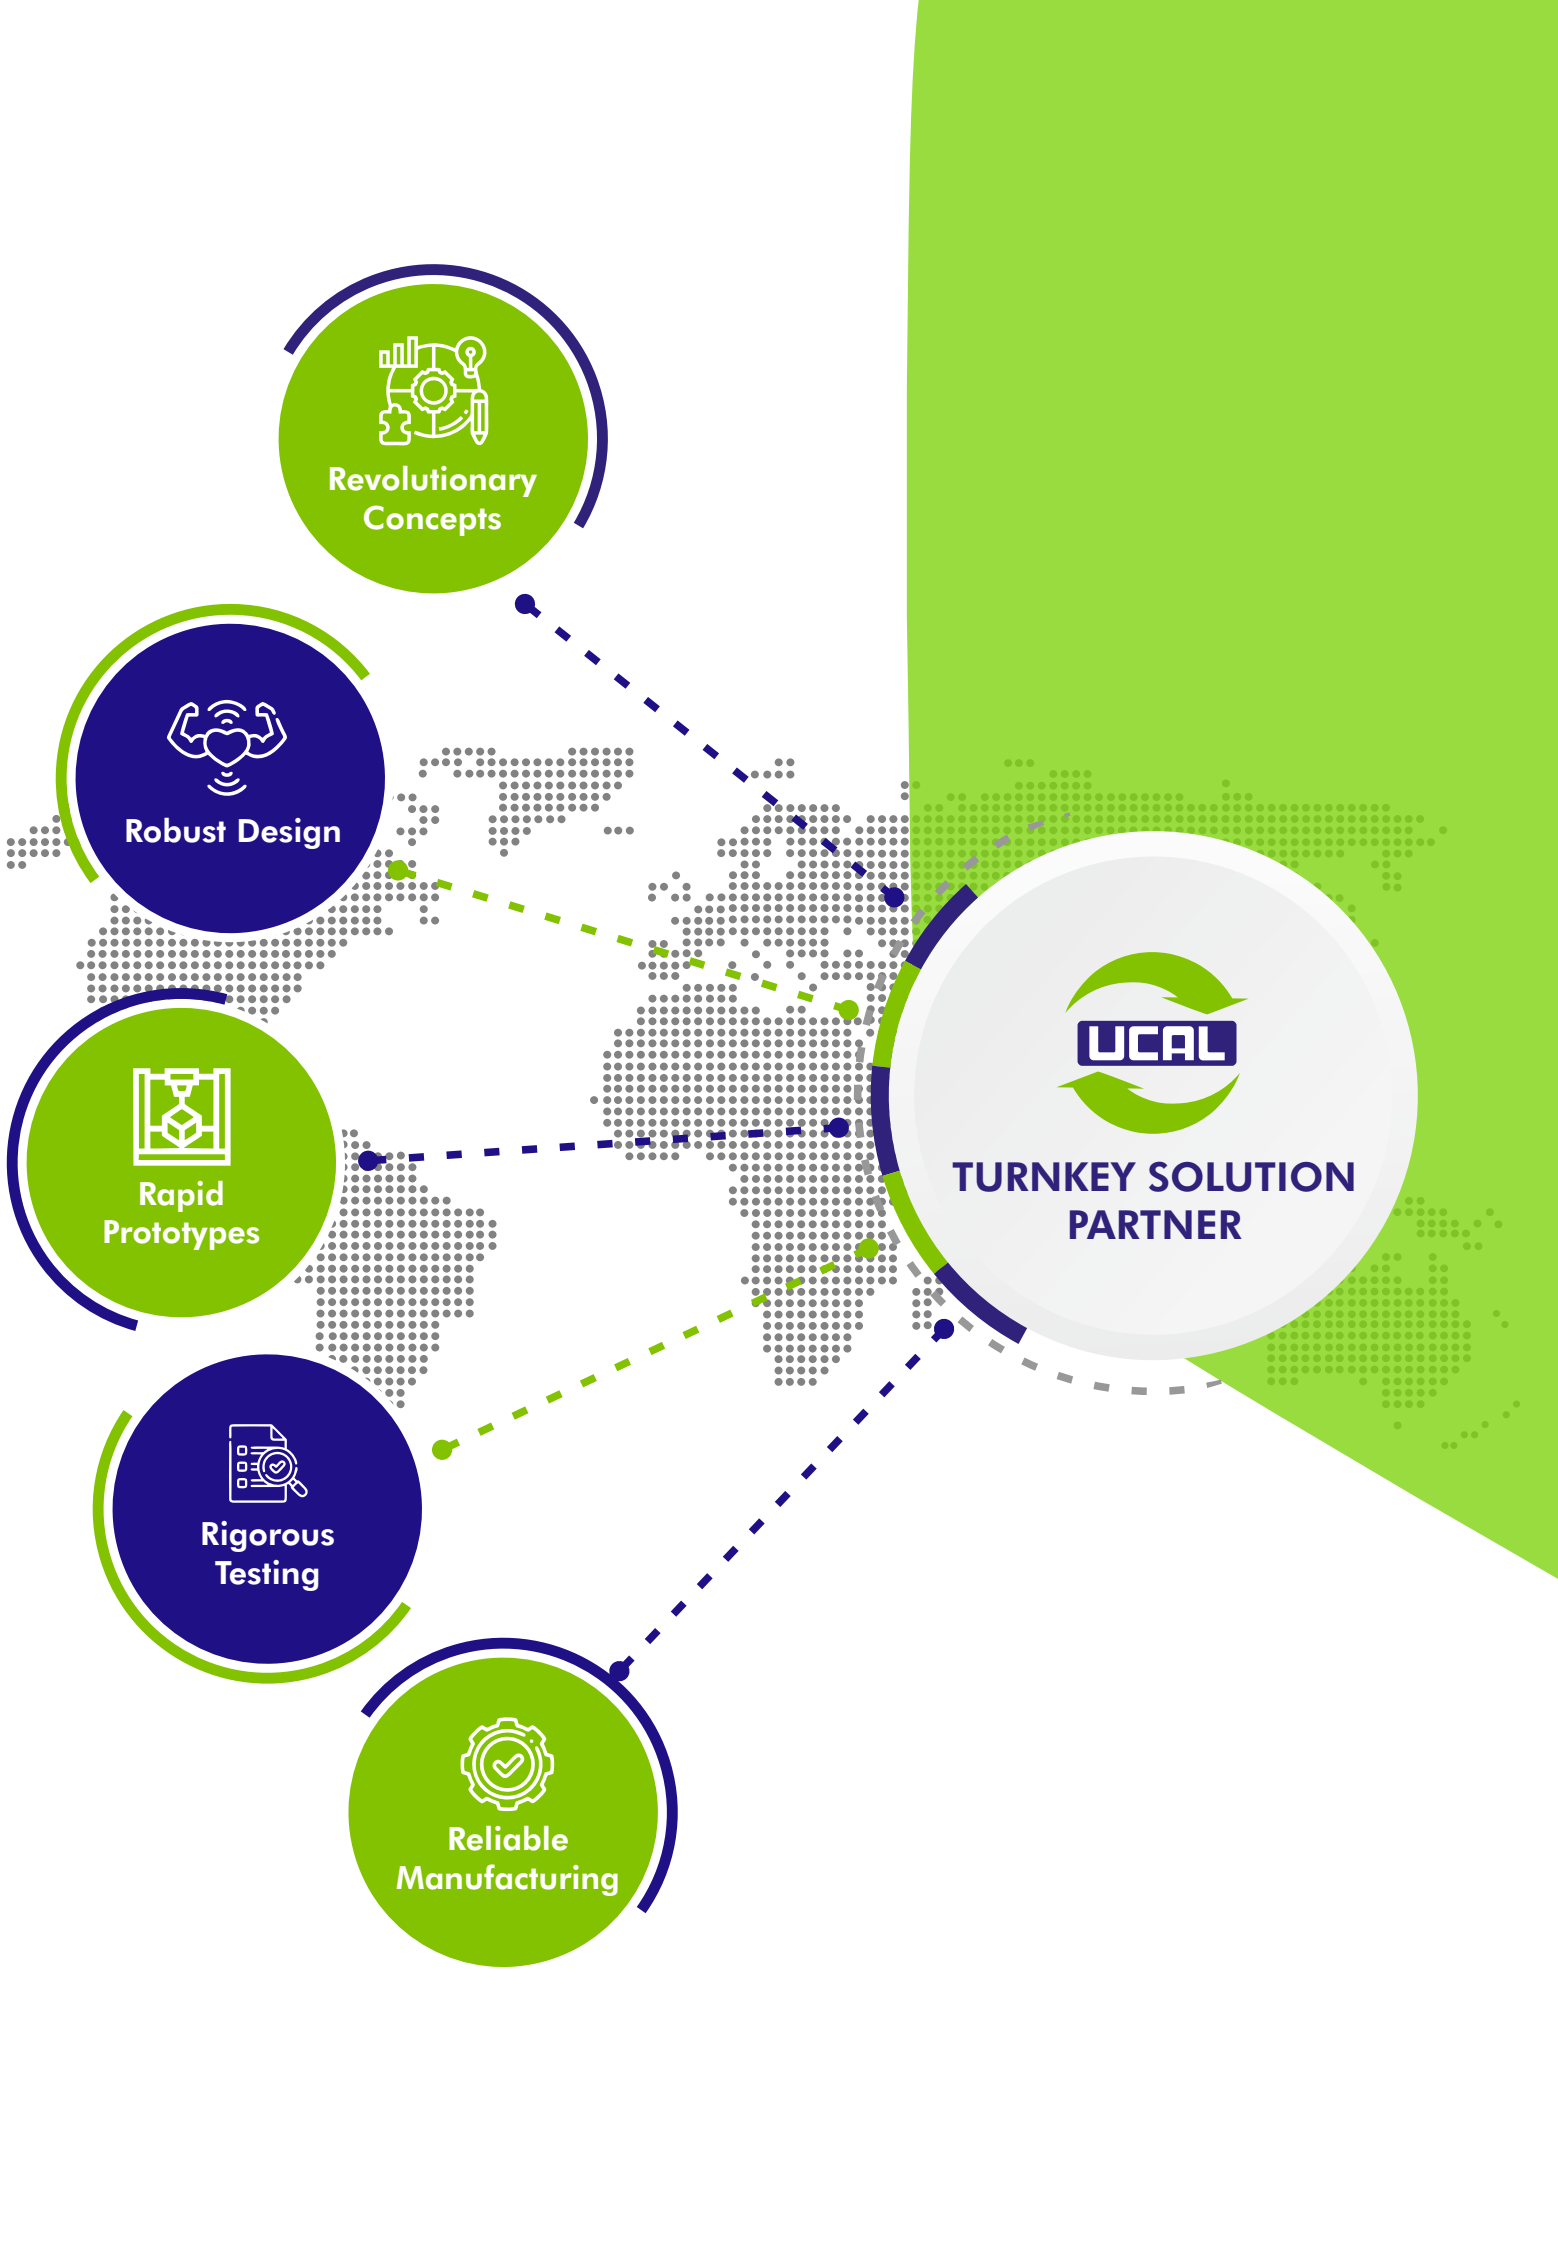 Revolutionary
Concepts
Robust Design
Rapid
Prototypes
Rigorous
Testing
Reliable
Manufacturing
UCAL
TURNKEY SOLUTION
PARTNER